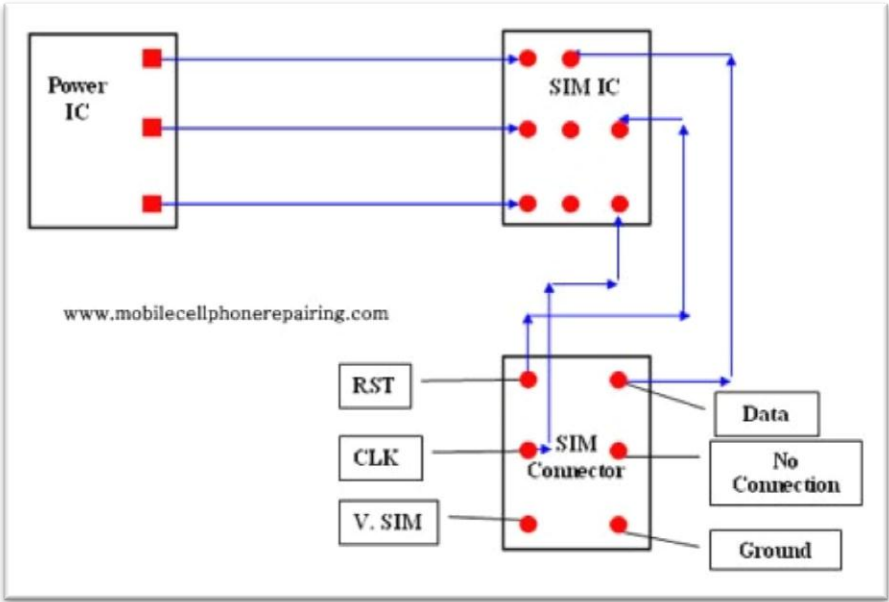 Power
IC
SIM IC
www.mobilecellphonerepairing.com
RST
Data
CLK
SIM
Connector
No
Connection
V. SIM
Ground